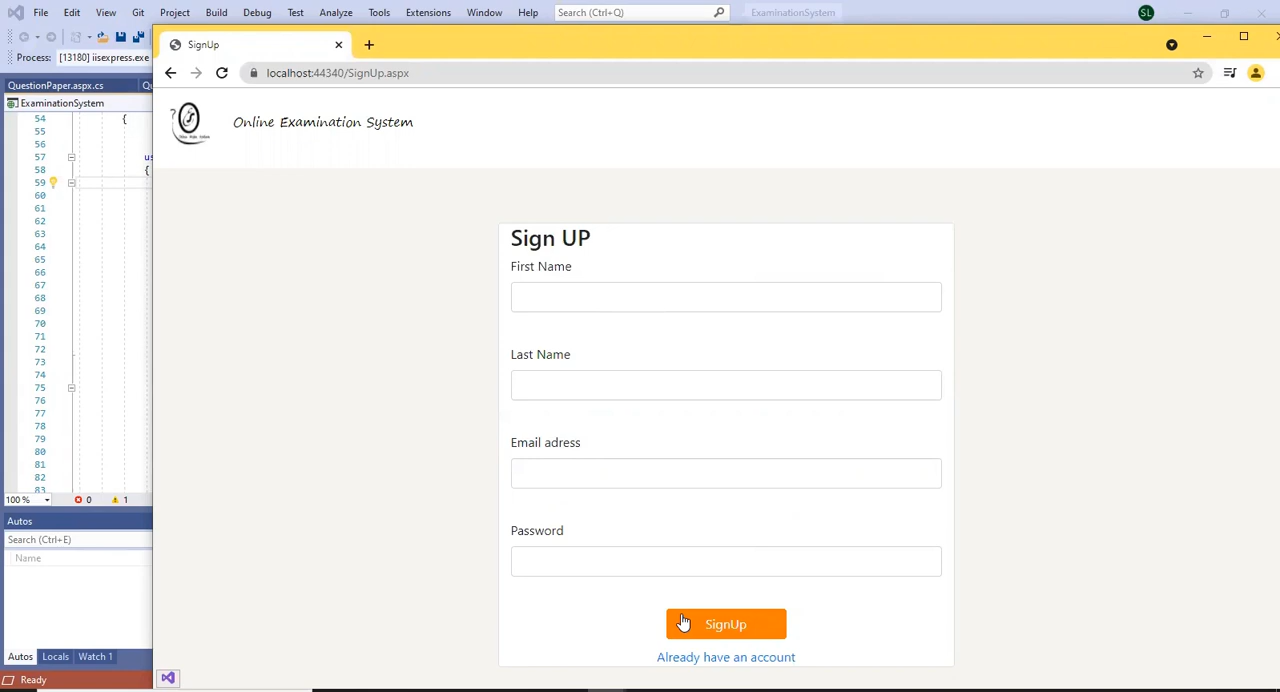 File Edit View Git Project Build Debug Test Analyze Tools Extensions Window Help Search (Ctrl+Q) ExaminationSystem SL
Process: [13180] iisexpress.exe
SignUp
localhost:44340/SignUp.aspx
QuestionPaper.aspx.cs
ExaminationSystem
Online Examination System
54 {
55
56
57 us
58 {
59
60
61
62
63
64
65
66
67
68
69
70
71
72
73
74
75
76
77
78
79
80
81
82
83
Sign UP
First Name
Last Name
Email adress
Password
SignUp
Already have an account
100 % 0 1
Autos
Search (Ctrl+E)
Name
Autos Locals Watch 1
Ready